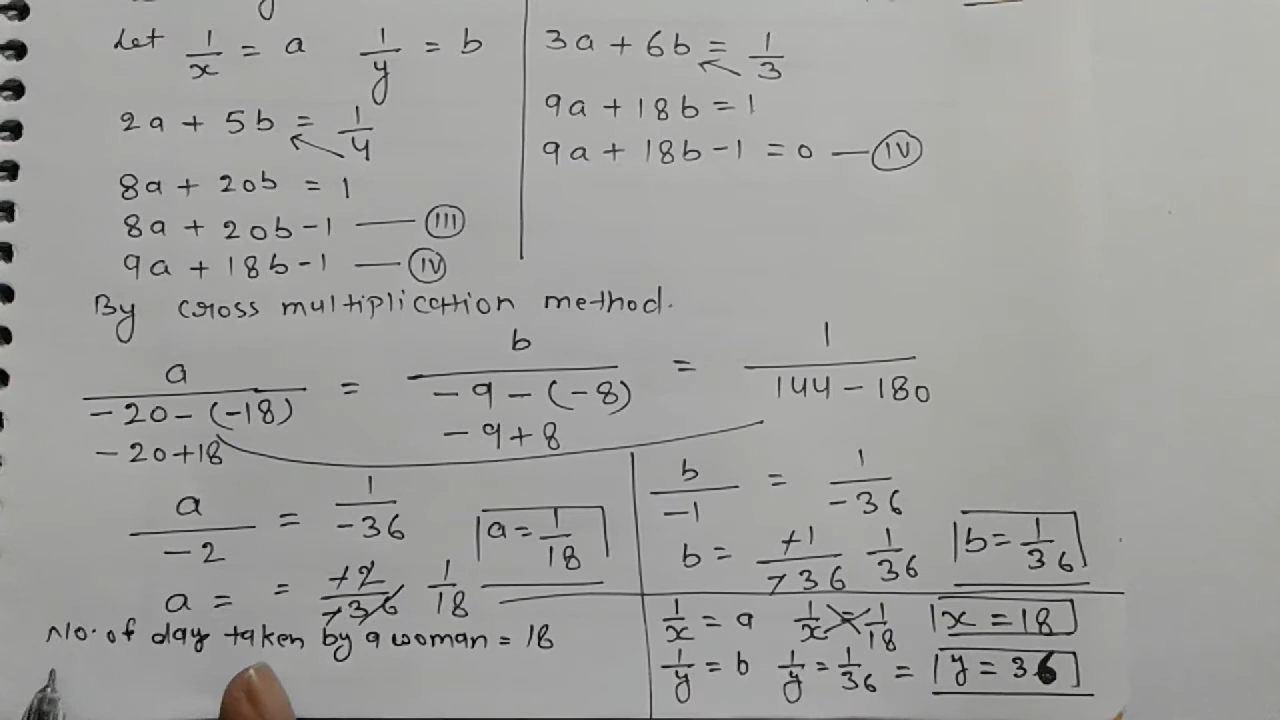 Let 1/x = a 1/y = b
2a + 5b = 1/4
8a + 20b = 1
8a + 20b - 1 — III
9a + 18b - 1 — IV
3a + 6b = 1/3
9a + 18b = 1
9a + 18b - 1 = 0 — IV
By cross multiplication method.
a/(-20-(-18)) = b/(-9-(-8)) = 1/(144-180)
-20+18 -9+8
a/-2 = 1/-36
a = = +2/+36 1/18
a = 1/18
b/-1 = 1/-36
b = +1/+36 1/36
b = 1/36
No. of day taken by a woman = 18
1/x = a 1/x = 1/18 x = 18
1/y = b 1/y = 1/36 = y = 36